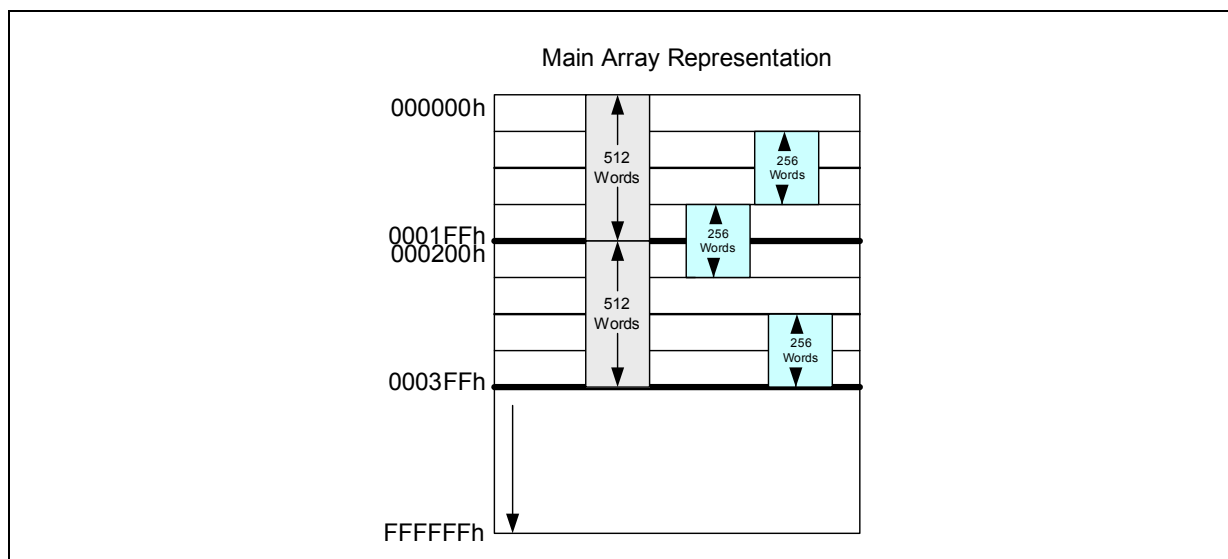 Main Array Representation
000000h
512
Words
256
Words
256
Words
0001FFh
000200h
512
Words
256
Words
0003FFh
FFFFFFh